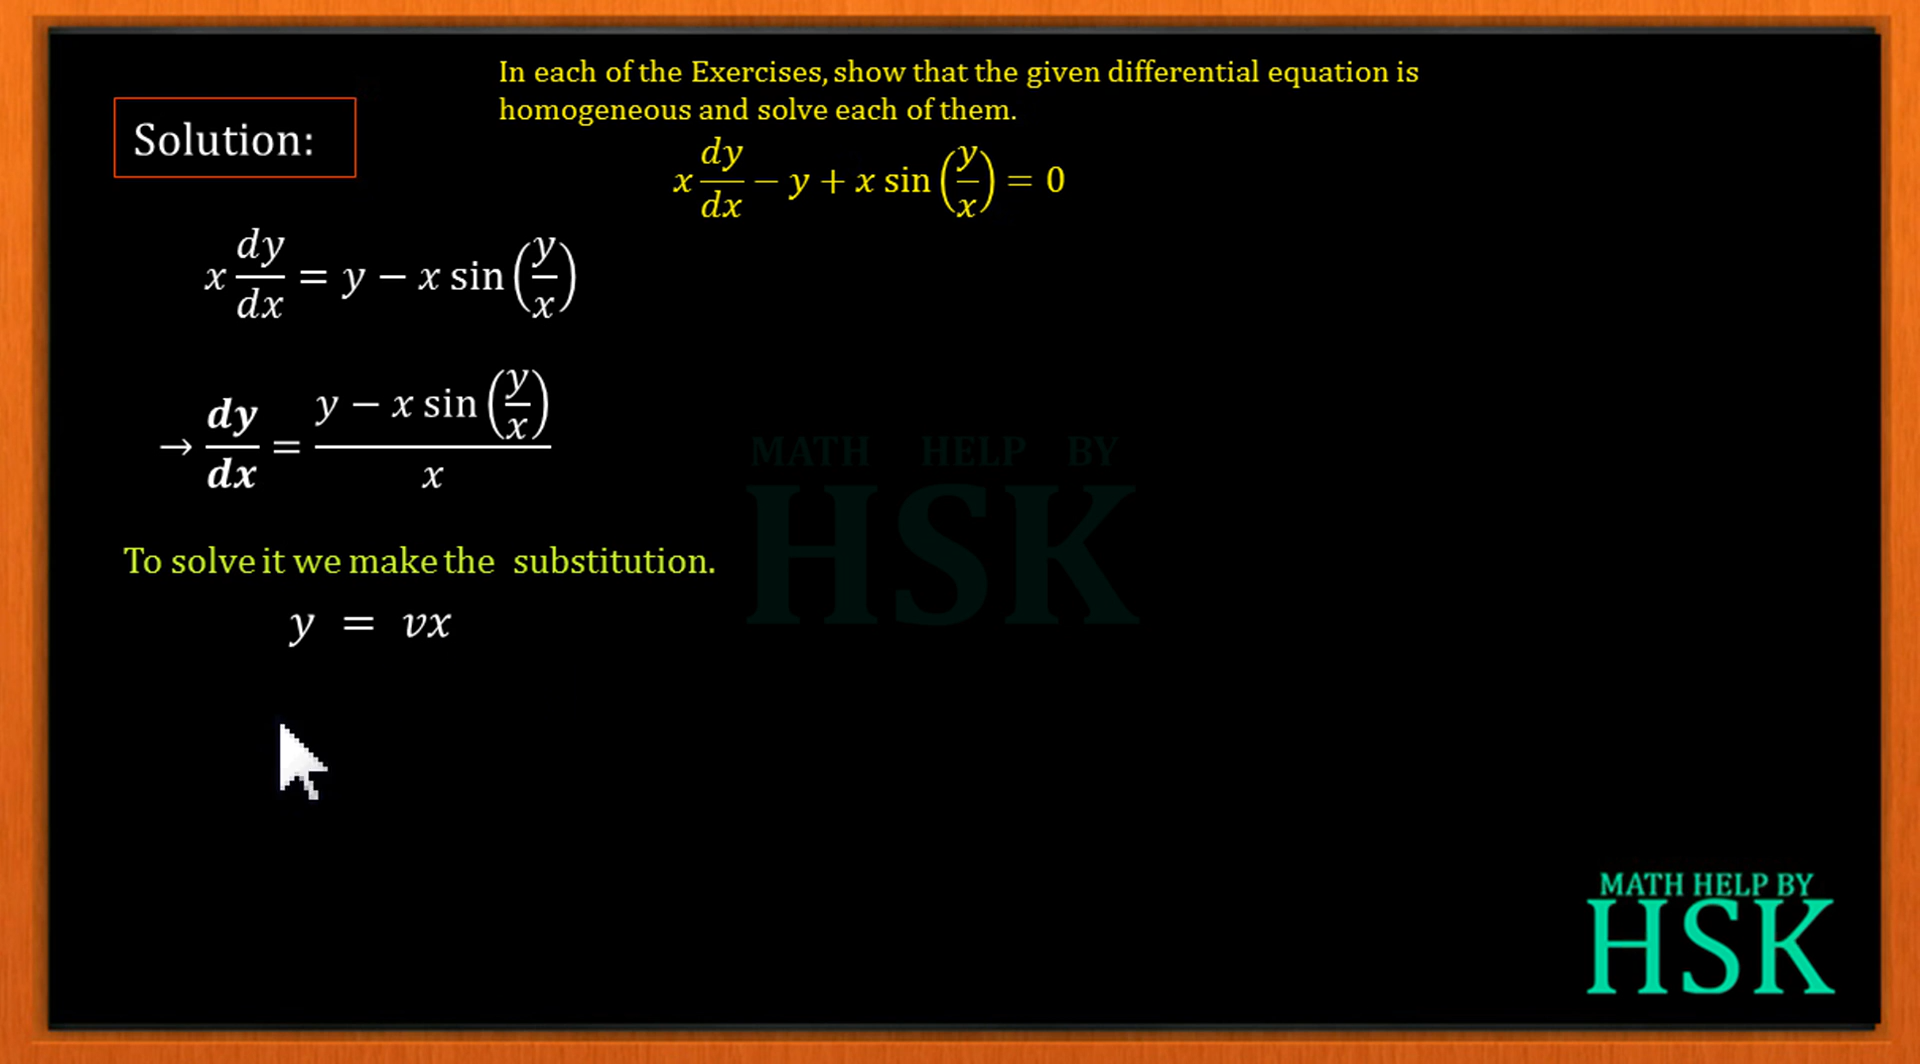 In each of the Exercises, show that the given differential equation is
homogeneous and solve each of them.
Solution:
x dy/dx − y + x sin (y/x) = 0
x dy/dx = y − x sin (y/x)
→ dy/dx = (y − x sin (y/x))/x
MATH HELP BY
HSK
To solve it we make the substitution.
y = vx
MATH HELP BY
HSK